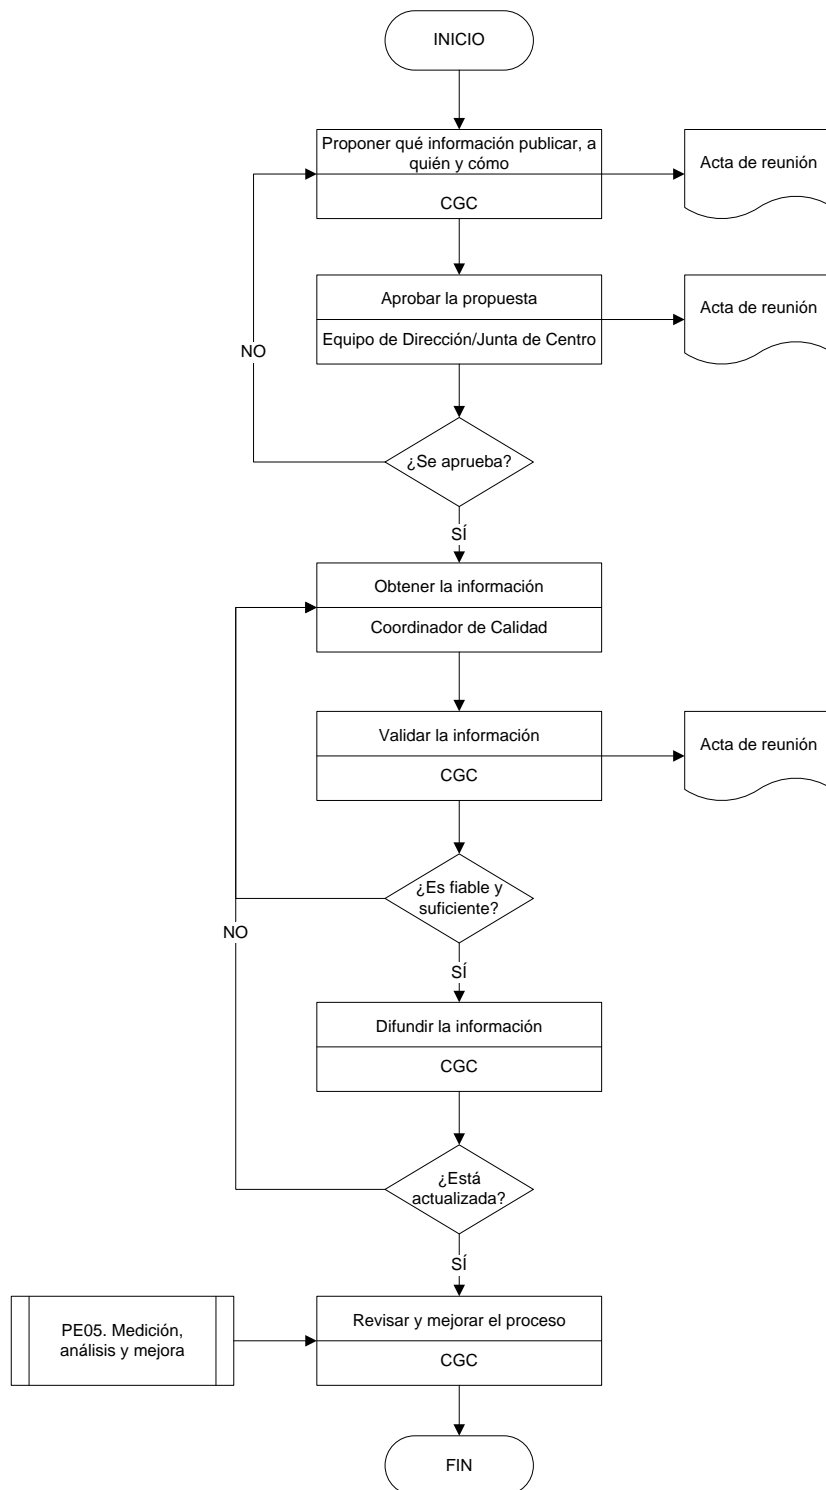 INICIO
Proponer qué información publicar, a
quién y cómo
CGC
Acta de reunión
Aprobar la propuesta
Equipo de Dirección/Junta de Centro
Acta de reunión
NO
¿Se aprueba?
SÍ
Obtener la información
Coordinador de Calidad
Validar la información
CGC
Acta de reunión
¿Es fiable y
suficiente?
NO
SÍ
Difundir la información
CGC
¿Está
actualizada?
SÍ
PE05. Medición,
análisis y mejora
Revisar y mejorar el proceso
CGC
FIN